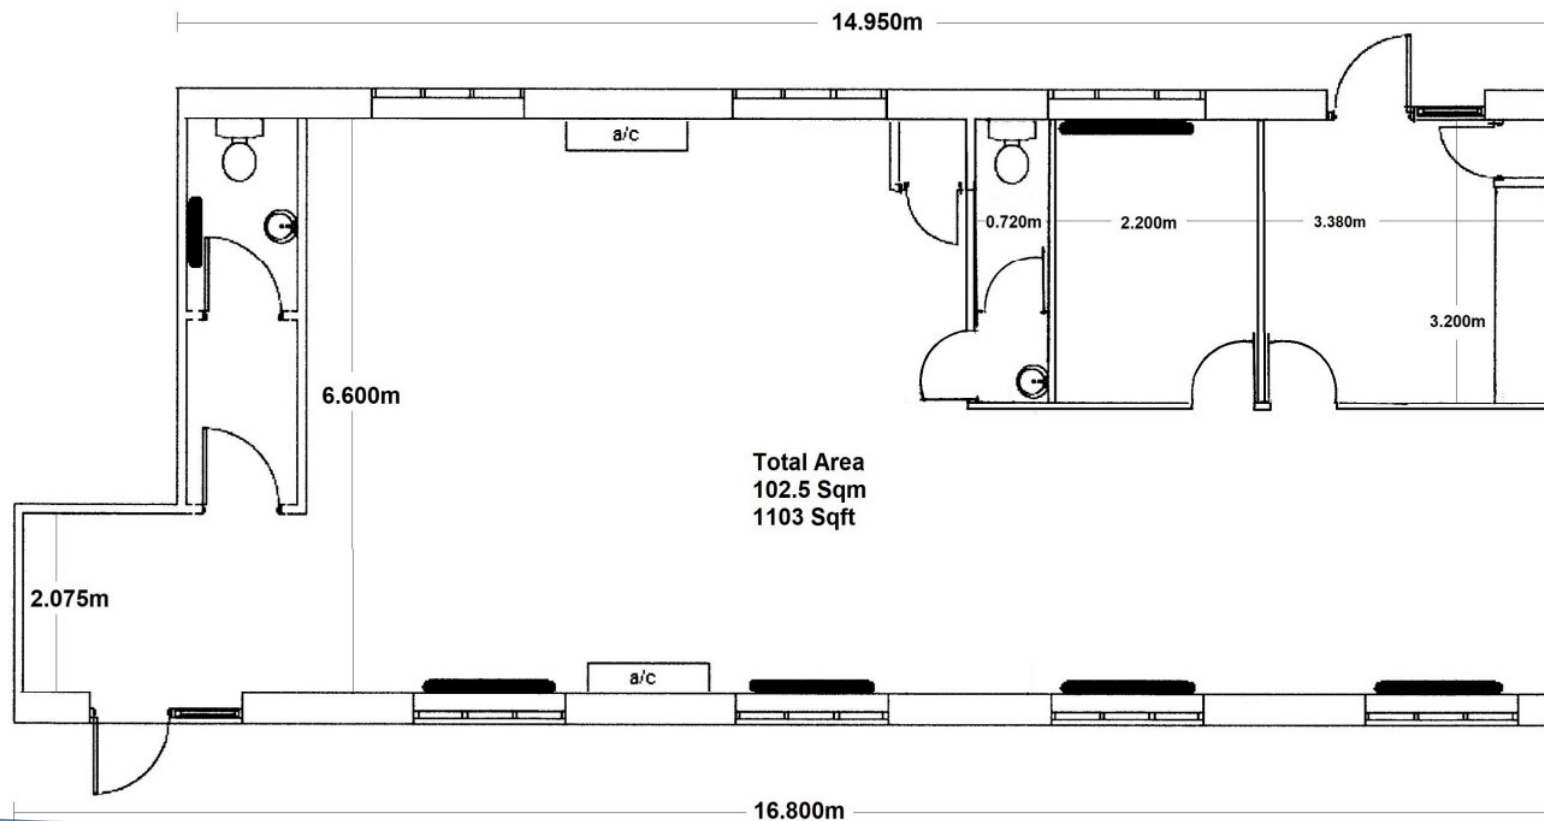 14.950m
a/c
0.720m
2.200m
3.380m
3.200m
6.600m
Total Area
102.5 Sqm
1103 Sqft
2.075m
a/c
16.800m